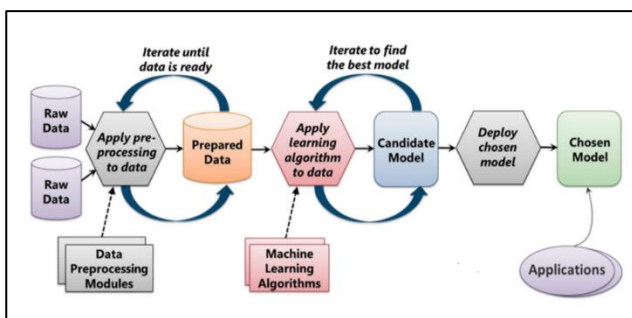 Iterate until
data is ready
Iterate to find
the best model
Raw
Data
Raw
Data
Apply pre-
processing
to data
Prepared
Data
Apply
learning
algorithm
to data
Candidate
Model
Deploy
chosen
model
Chosen
Model
Data
Preprocessing
Modules
Machine
Learning
Algorithms
Applications